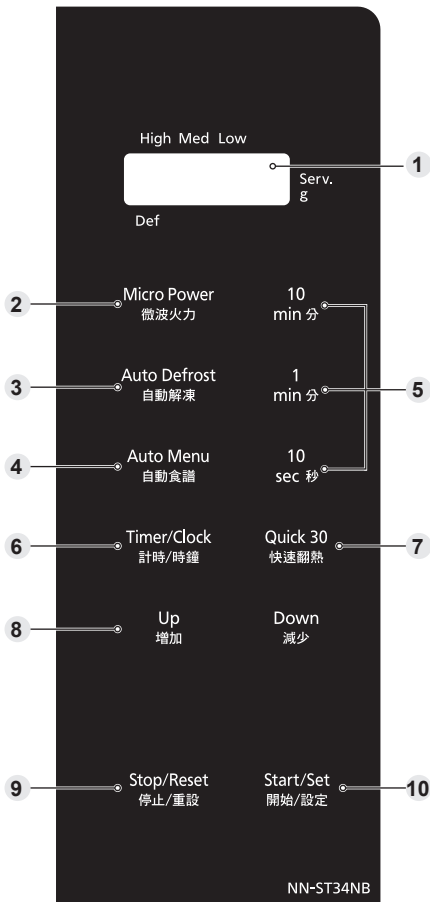 High Med Low
1
Serv.
g
Def
2
Micro Power
微波火力
10
min 分
3
Auto Defrost
自動解凍
1
min 分
5
4
Auto Menu
自動食譜
10
sec 秒
6
Timer/Clock
計時/時鐘
Quick 30
快速翻熱
7
8
Up
增加
Down
減少
9
Stop/Reset
停止/重設
Start/Set
開始/設定
10
NN-ST34NB